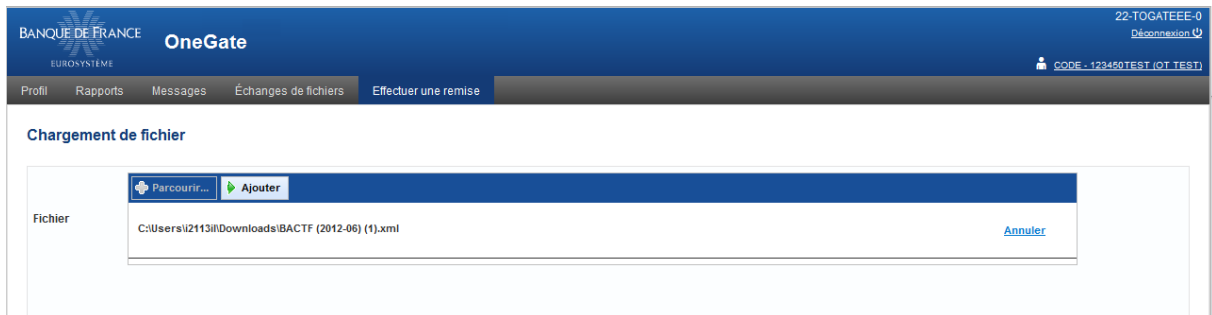 22-TOGATEEE-0
BANQUE DE FRANCE
OneGate
Déconnexion
EUROSYSTÈME
CODE - 123450TEST (OT TEST)
Profil Rapports Messages Échanges de fichiers Effectuer une remise
Chargement de fichier
Parcourir... Ajouter
Fichier
C:\Users\i2113il\Downloads\BACTF (2012-06) (1).xml Annuler